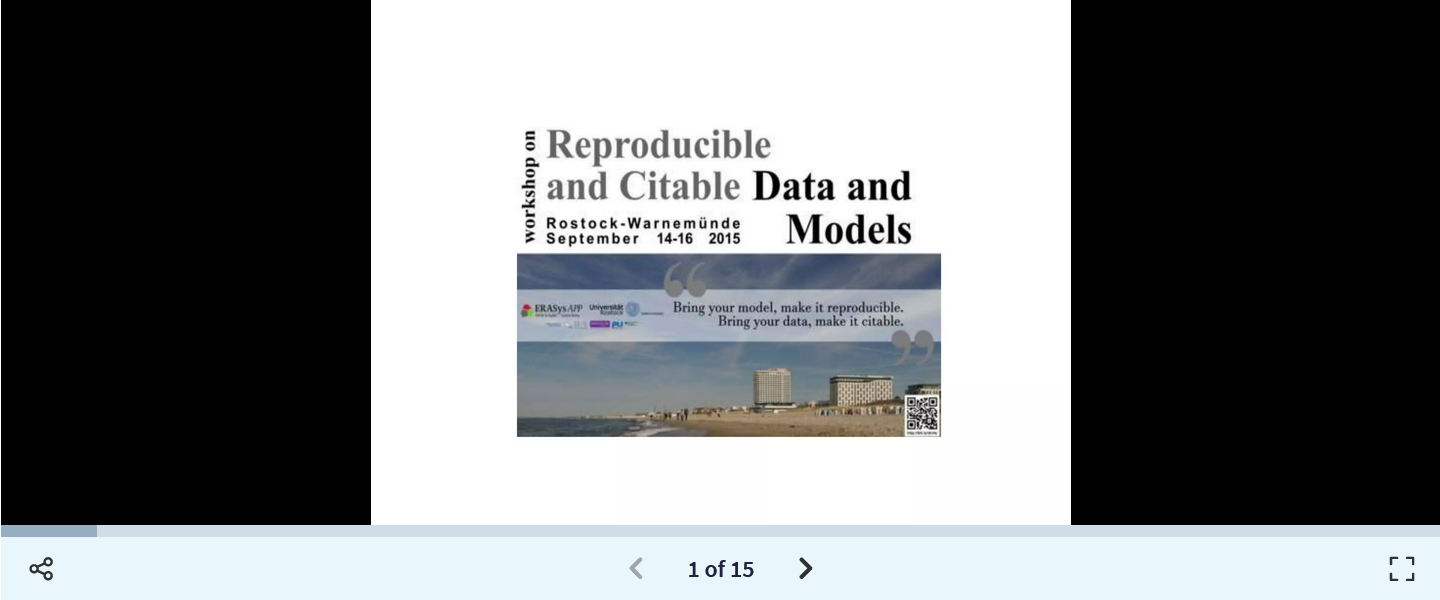 workshop on
Reproducible
and Citable Data and
Models
Rostock-Warnemünde
September 14-16 2015
“
ERASysAPP
Universität
Rostock
Bring your model, make it reproducible.
Bring your data, make it citable.
”
1 of 15